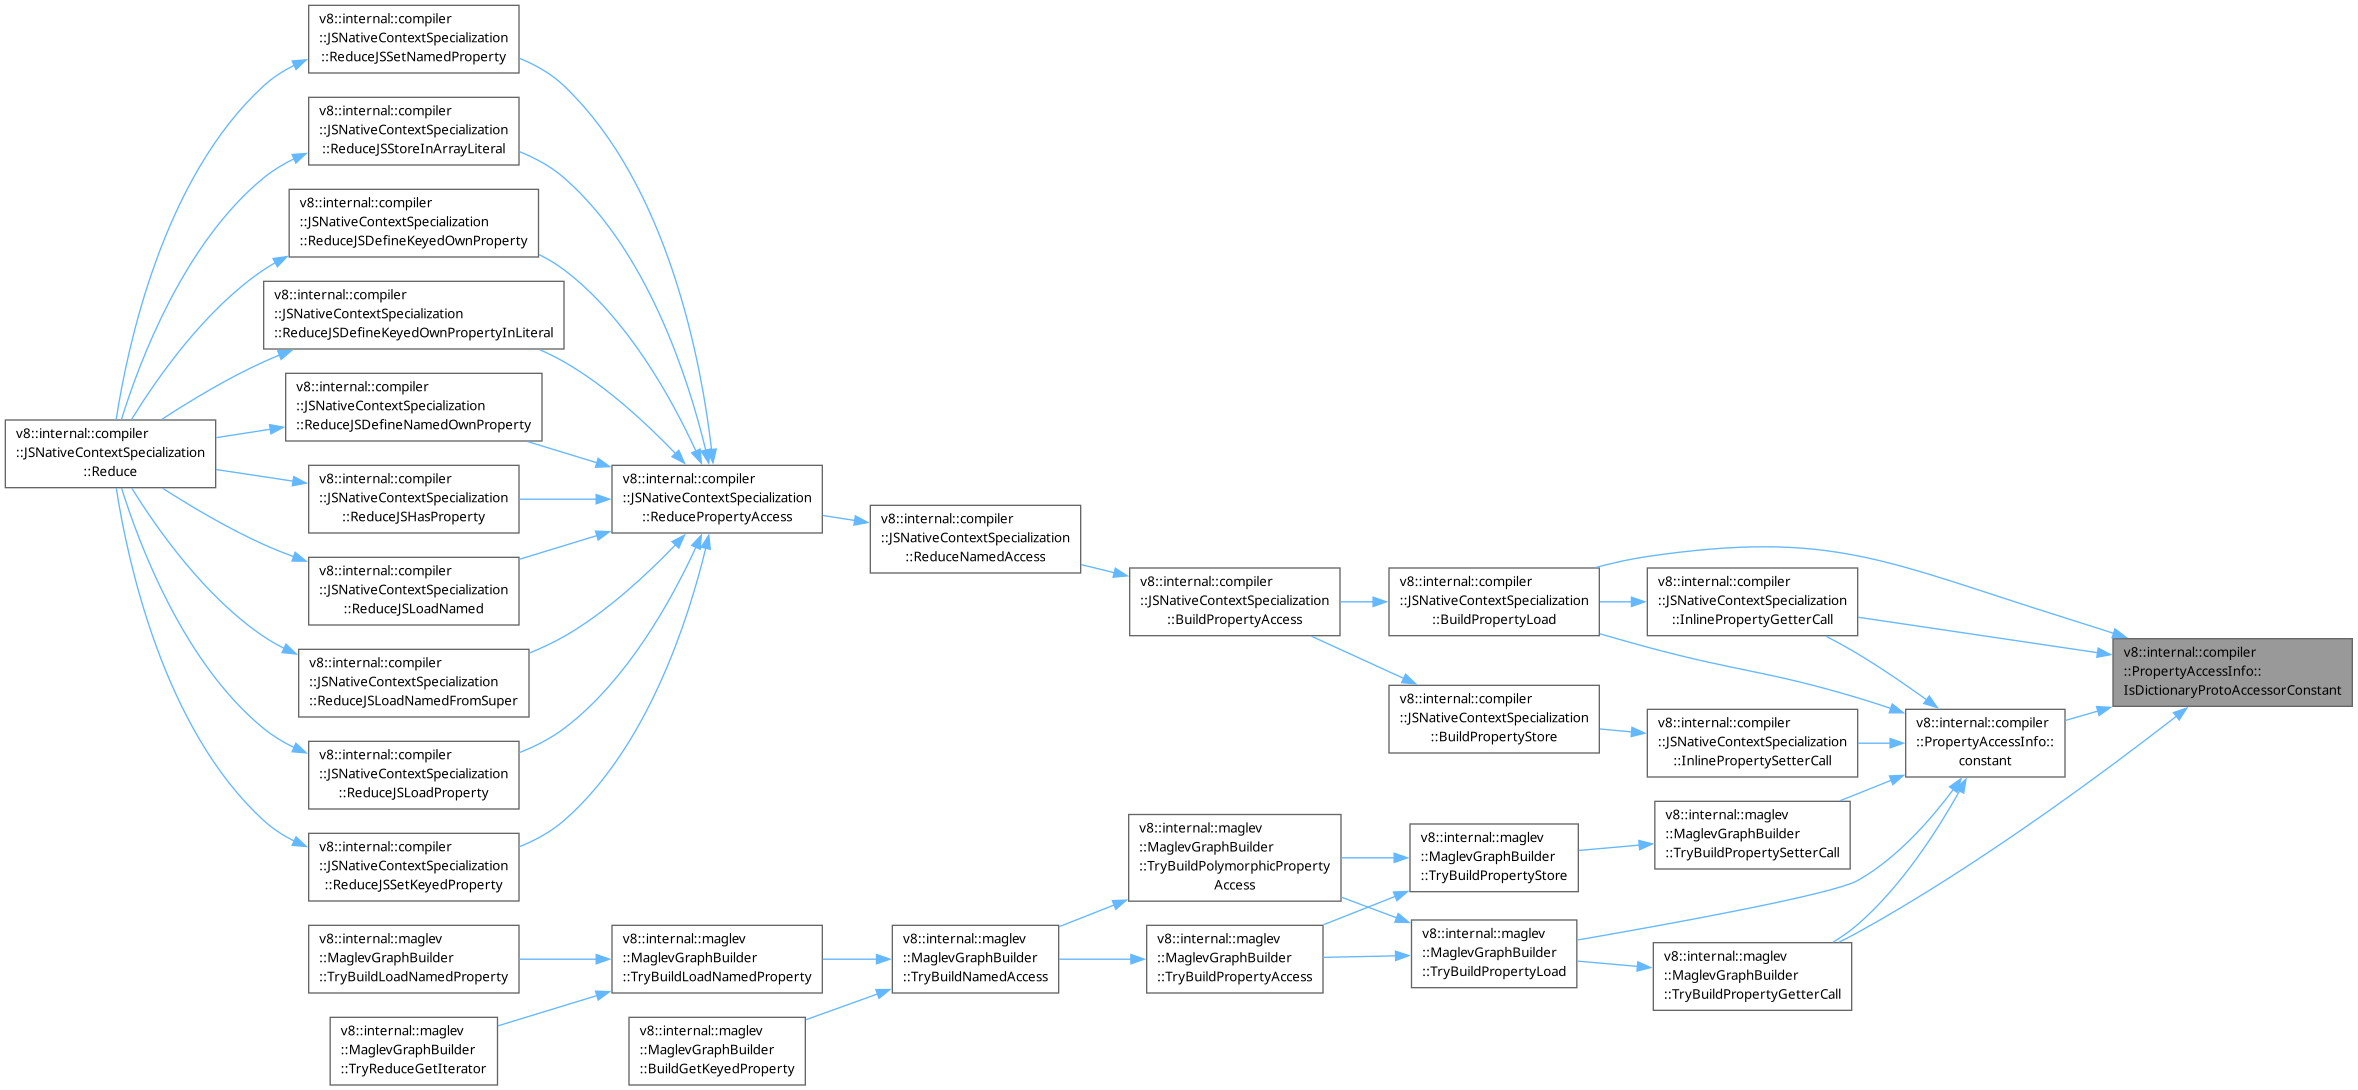 v8::internal::compiler
::JSNativeContextSpecialization
::ReduceJSSetNamedProperty
v8::internal::compiler
::JSNativeContextSpecialization
::ReduceJSStoreInArrayLiteral
v8::internal::compiler
::JSNativeContextSpecialization
::ReduceJSDefineKeyedOwnProperty
v8::internal::compiler
::JSNativeContextSpecialization
::ReduceJSDefineKeyedOwnPropertyInLiteral
v8::internal::compiler
::JSNativeContextSpecialization
::ReduceJSDefineNamedOwnProperty
v8::internal::compiler
::JSNativeContextSpecialization
::Reduce
v8::internal::compiler
::JSNativeContextSpecialization
::ReduceJSHasProperty
v8::internal::compiler
::JSNativeContextSpecialization
::ReducePropertyAccess
v8::internal::compiler
::JSNativeContextSpecialization
::ReduceNamedAccess
v8::internal::compiler
::JSNativeContextSpecialization
::ReduceJSLoadNamed
v8::internal::compiler
::JSNativeContextSpecialization
::BuildPropertyAccess
v8::internal::compiler
::JSNativeContextSpecialization
::BuildPropertyLoad
v8::internal::compiler
::JSNativeContextSpecialization
::InlinePropertyGetterCall
v8::internal::compiler
::PropertyAccessInfo::
IsDictionaryProtoAccessorConstant
v8::internal::compiler
::JSNativeContextSpecialization
::ReduceJSLoadNamedFromSuper
v8::internal::compiler
::JSNativeContextSpecialization
::BuildPropertyStore
v8::internal::compiler
::JSNativeContextSpecialization
::InlinePropertySetterCall
v8::internal::compiler
::PropertyAccessInfo::
constant
v8::internal::compiler
::JSNativeContextSpecialization
::ReduceJSLoadProperty
v8::internal::maglev
::MaglevGraphBuilder
::TryBuildPropertySetterCall
v8::internal::maglev
::MaglevGraphBuilder
::TryBuildPolymorphicProperty
Access
v8::internal::maglev
::MaglevGraphBuilder
::TryBuildPropertyStore
v8::internal::compiler
::JSNativeContextSpecialization
::ReduceJSSetKeyedProperty
v8::internal::maglev
::MaglevGraphBuilder
::TryBuildLoadNamedProperty
v8::internal::maglev
::MaglevGraphBuilder
::TryBuildLoadNamedProperty
v8::internal::maglev
::MaglevGraphBuilder
::TryBuildNamedAccess
v8::internal::maglev
::MaglevGraphBuilder
::TryBuildPropertyAccess
v8::internal::maglev
::MaglevGraphBuilder
::TryBuildPropertyLoad
v8::internal::maglev
::MaglevGraphBuilder
::TryBuildPropertyGetterCall
v8::internal::maglev
::MaglevGraphBuilder
::TryReduceGetIterator
v8::internal::maglev
::MaglevGraphBuilder
::BuildGetKeyedProperty